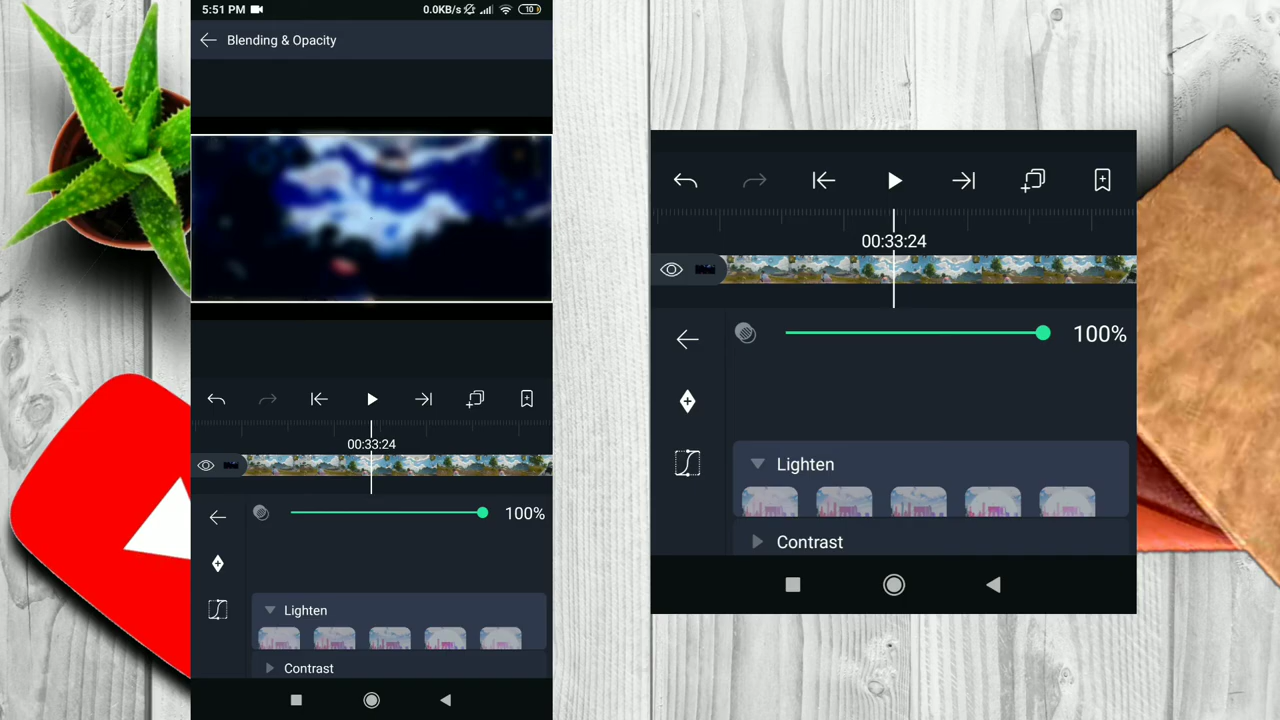 5:51 PM
0.0KB/s
10
Blending & Opacity
00:33:24
100%
Lighten
Contrast
00:33:24
100%
Lighten
Contrast